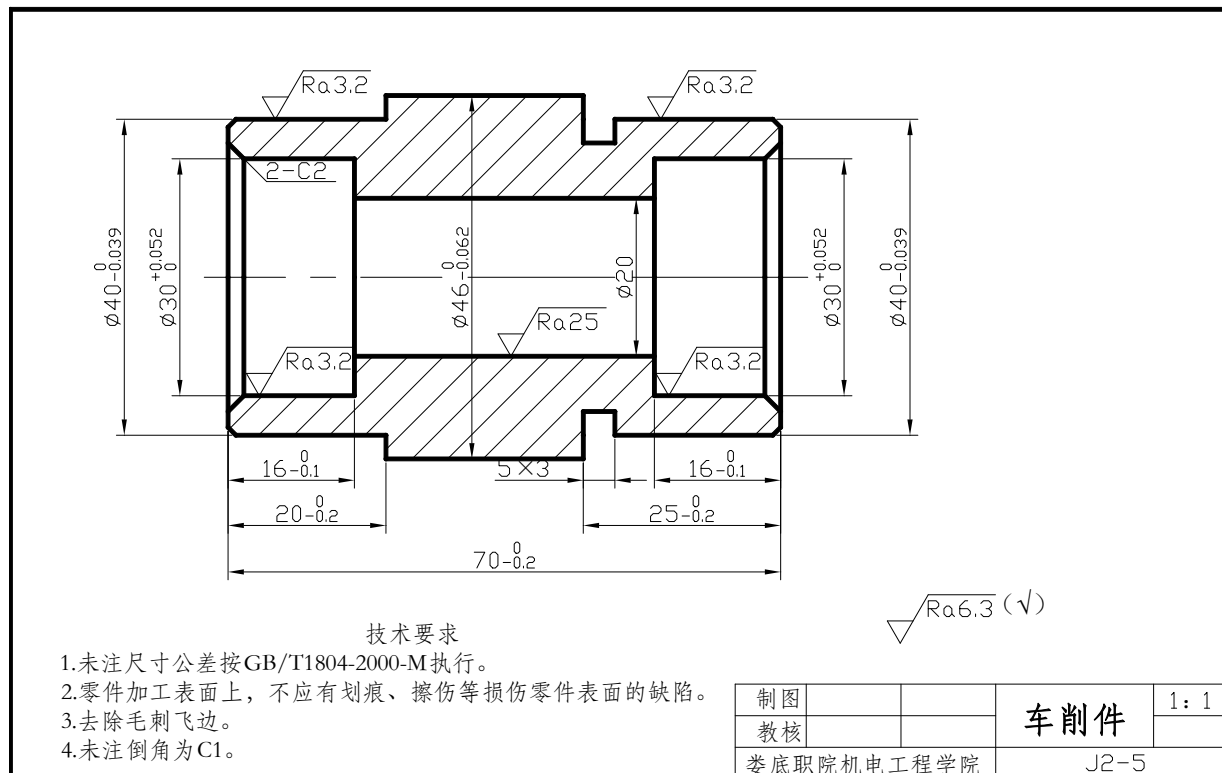 Ra3.2
Ra3.2
2-C2
ø40 0 -0.039
ø30 +0.052 0
ø46 0 -0.062
ø20
ø30 +0.052 0
ø40 0 -0.039
Ra25
Ra3.2
Ra3.2
16 0 -0.1
5×3
16 0 -0.1
20 0 -0.2
25 0 -0.2
70 0 -0.2
Ra6.3 (√)
技术要求
1.未注尺寸公差按GB/T1804-2000-M执行。
2.零件加工表面上，不应有划痕、擦伤等损伤零件表面的缺陷。
3.去除毛刺飞边。
4.未注倒角为C1。
制图 车削件 1：1
教核
娄底职院机电工程学院 J2-5